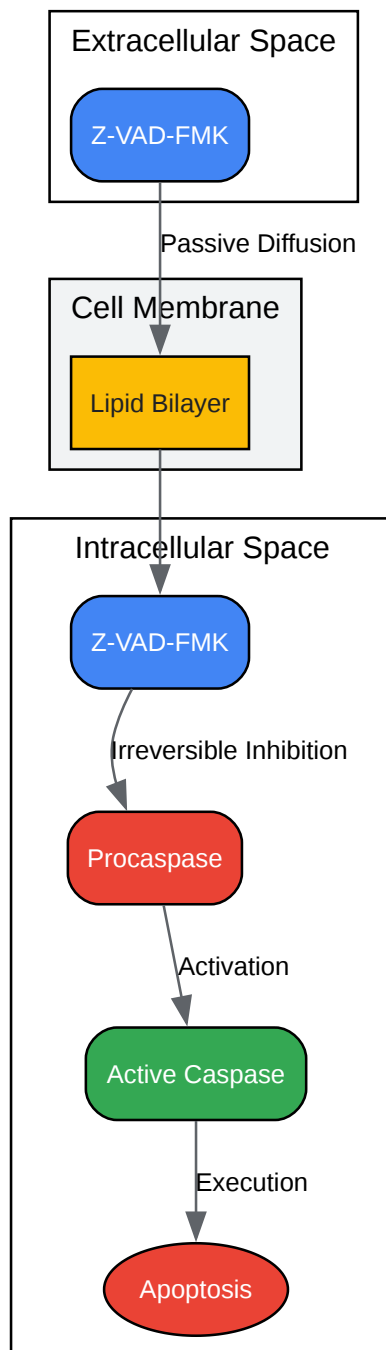 Extracellular Space
Z-VAD-FMK
Passive Diffusion
Cell Membrane
Lipid Bilayer
Intracellular Space
Z-VAD-FMK
Irreversible Inhibition
Procaspase
Activation
Active Caspase
Execution
Apoptosis